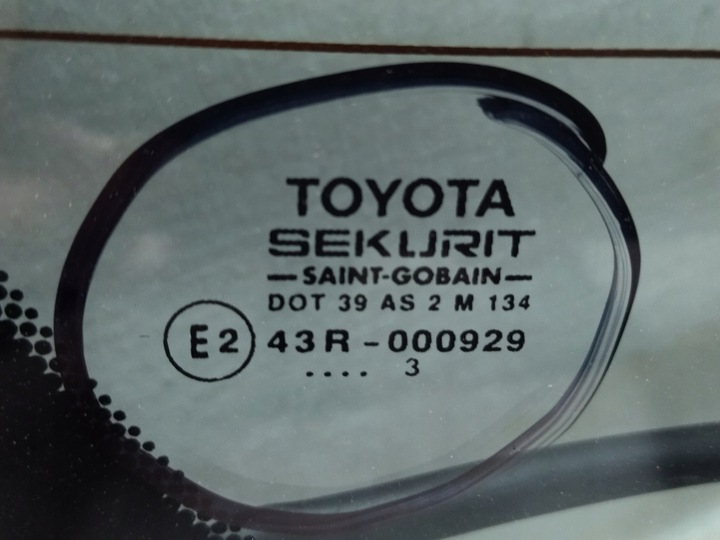 TOYOTA
SEKURIT
—SAINT-GOBAIN—
DOT 39 AS 2 M 134
E2 43R-000929
.... 3